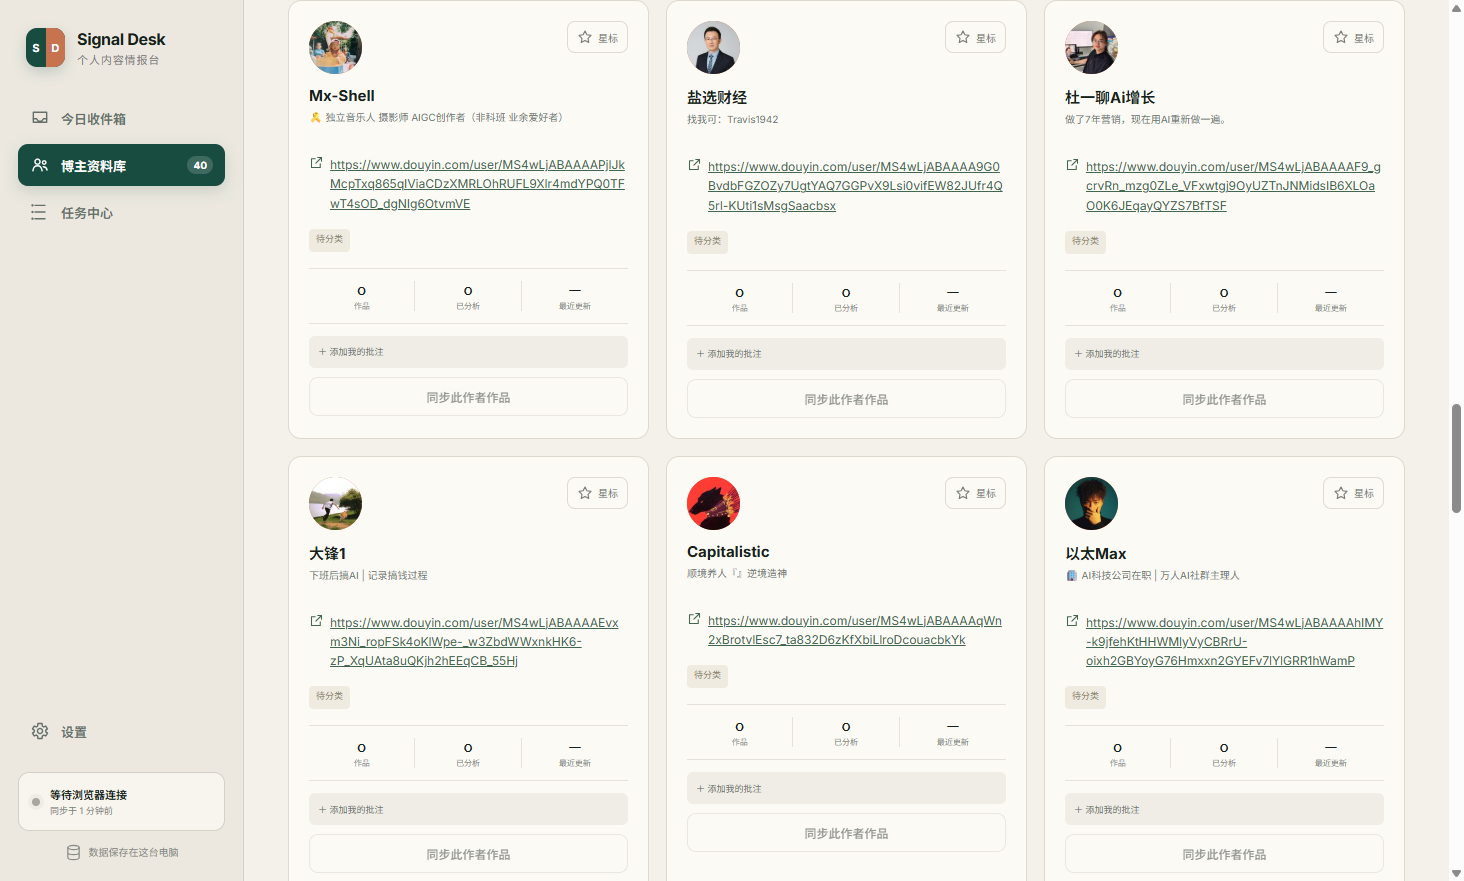 S D
Signal Desk
个人内容情报台
今日收件箱
博主资料库
40
任务中心
设置
等待浏览器连接
同步于 1 分钟前
数据保存在这台电脑
星标
Mx-Shell
独立音乐人 摄影师 AIGC创作者（非科班 业余爱好者）
https://www.douyin.com/user/MS4wLjABAAAAPjlJk
McpTxq865qIViaCDzXMRLOhRUFL9Xlr4mdYPQ0TF
wT4sOD_dgNIg6OtvmVE
待分类
0
作品
0
已分析
—
最近更新
+ 添加我的批注
同步此作者作品
星标
盐选财经
找我可：Travis1942
https://www.douyin.com/user/MS4wLjABAAAA9G0
BvdbFGZOZy7UgtYAQ7GGPvX9Lsi0vifEW82JUfr4Q
5rI-KUti1sMsgSaacbsx
待分类
0
作品
0
已分析
—
最近更新
+ 添加我的批注
同步此作者作品
星标
杜一聊Ai增长
做了7年营销，现在用AI重新做一遍。
https://www.douyin.com/user/MS4wLjABAAAAF9_g
crvRn_mzg0ZLe_VFxwtgj9OyUZTnJNMidsIB6XLOa
O0K6JEqayQYZS7BfTSF
待分类
0
作品
0
已分析
—
最近更新
+ 添加我的批注
同步此作者作品
星标
大锋1
下班后搞AI | 记录搞钱过程
https://www.douyin.com/user/MS4wLjABAAAAEvx
m3Ni_ropFSk4oKlWpe-_w3ZbdWWxnkHK6-
zP_XqUAta8uQKjh2hEEqCB_55Hj
待分类
0
作品
0
已分析
—
最近更新
+ 添加我的批注
同步此作者作品
星标
Capitalistic
顺境养人『』逆境造神
https://www.douyin.com/user/MS4wLjABAAAAqWn
2xBrotvlEsc7_ta832D6zKfXbiLlroDcouacbkYk
待分类
0
作品
0
已分析
—
最近更新
+ 添加我的批注
同步此作者作品
星标
以太Max
AI科技公司在职 | 万人AI社群主理人
https://www.douyin.com/user/MS4wLjABAAAAhIMY
-k9jfehKtHHWMlyVyCBRrU-
oixh2GBYoyG76Hmxxn2GYEFv7lYlGRR1hWamP
待分类
0
作品
0
已分析
—
最近更新
+ 添加我的批注
同步此作者作品